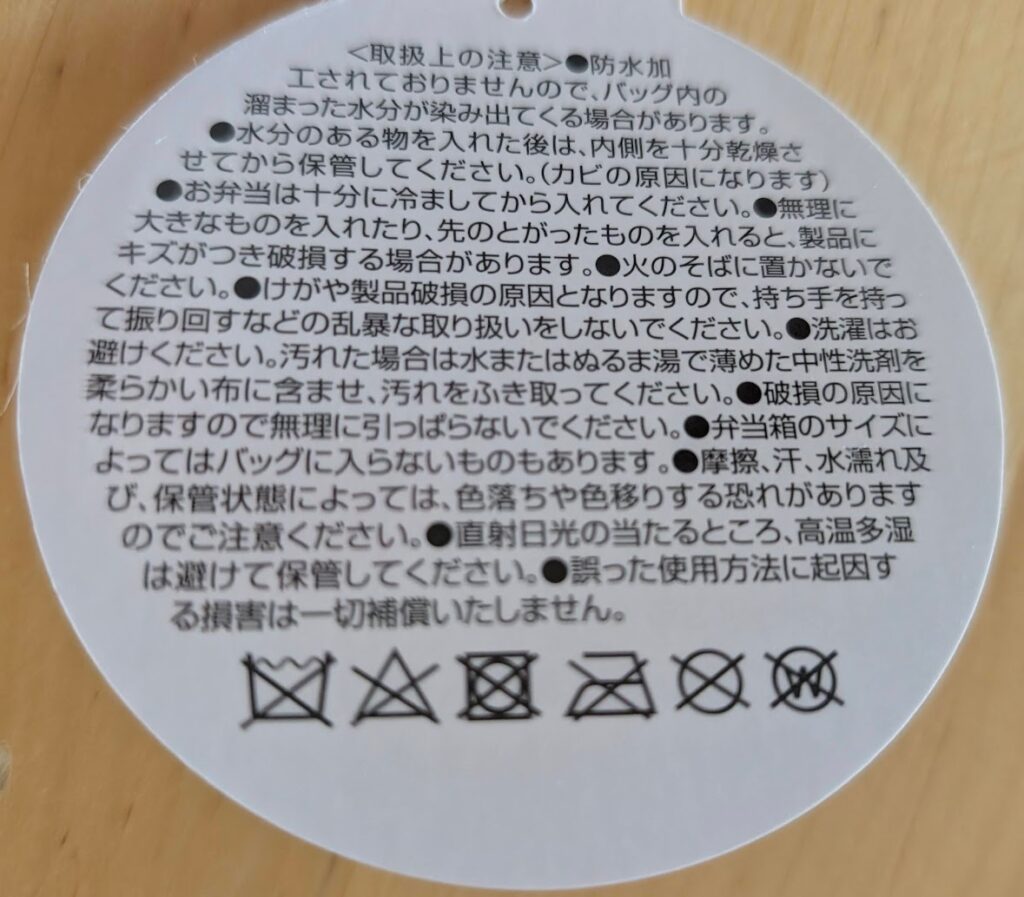 <取扱上の注意>●防水加
工されておりませんので、バッグ内の
溜まった水分が染み出てくる場合があります。
●水分のある物を入れた後は、内側を十分乾燥さ
せてから保管してください。(カビの原因になります)
●お弁当は十分に冷ましてから入れてください。●無理に
大きなものを入れたり、先のとがったものを入れると、製品に
キズがつき破損する場合があります。●火のそばに置かないで
ください。●けがや製品破損の原因となりますので、持ち手を持っ
て振り回すなどの乱暴な取り扱いをしないでください。●洗濯はお
避けください。汚れた場合は水またはぬるま湯で薄めた中性洗剤を
柔らかい布に含ませ、汚れをふき取ってください。●破損の原因に
なりますので無理に引っぱらないでください。●弁当箱のサイズに
よってはバッグに入らないものもあります。●摩擦、汗、水濡れ及
び、保管状態によっては、色落ちや色移りする恐れがあります
のでご注意ください。●直射日光の当たるところ、高温多湿
は避けて保管してください。●誤った使用方法に起因す
る損害は一切補償いたしません。
W